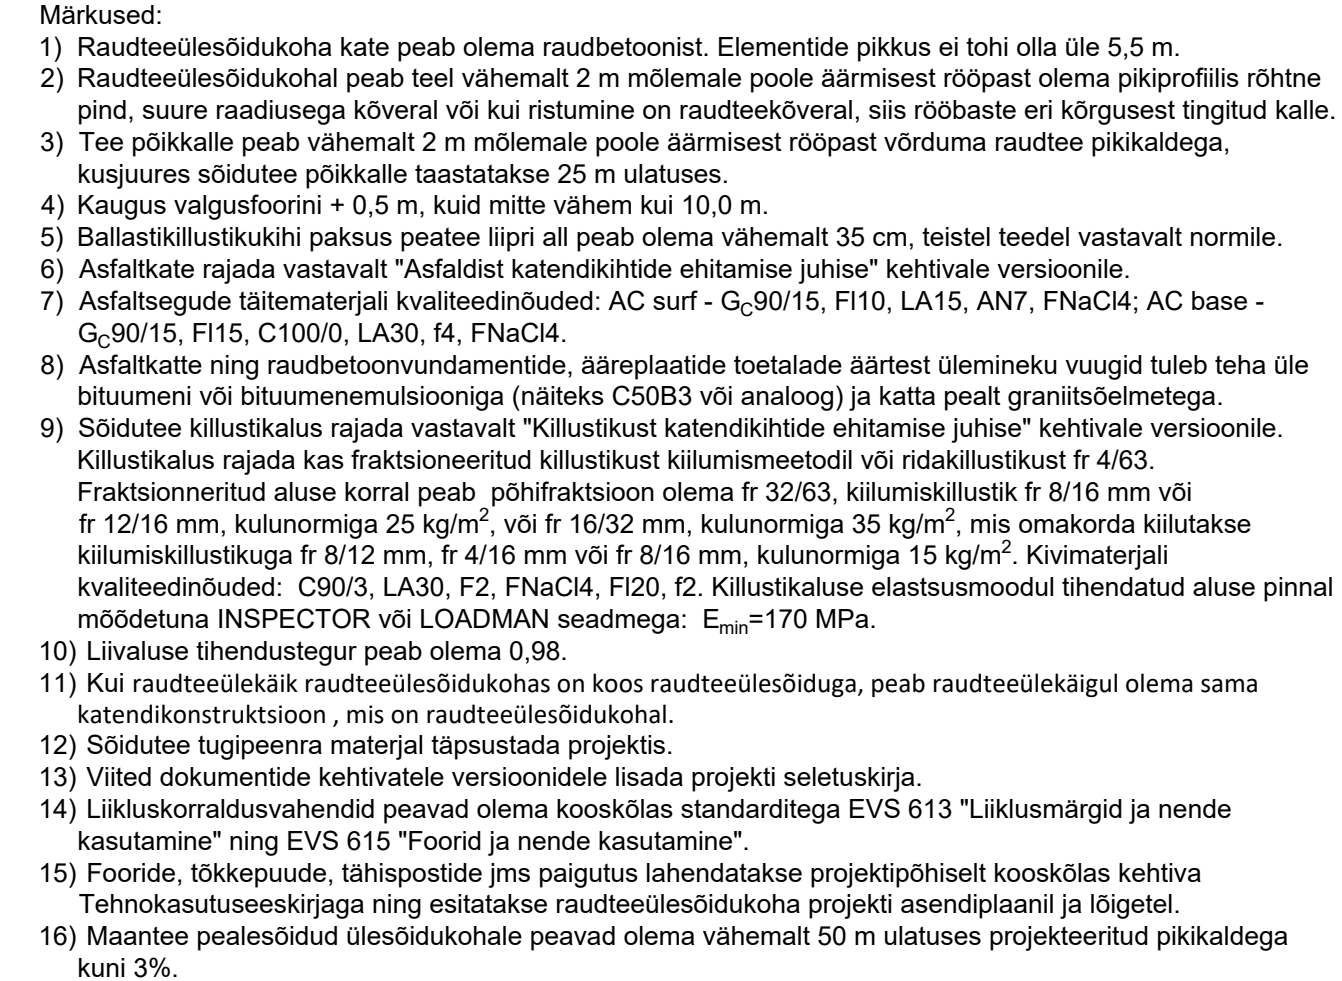 Märkused:
1) Raudteeülesõidukoha kate peab olema raudbetoonist. Elementide pikkus ei tohi olla üle 5,5 m.
2) Raudteeülesõidukohal peab teel vähemalt 2 m mõlemale poole äärmisest rööpast olema pikiprofiilis rõhtne
pind, suure raadiusega kõveral või kui ristumine on raudteekõveral, siis rööbaste eri kõrgusest tingitud kalle.
3) Tee põikkalle peab vähemalt 2 m mõlemale poole äärmisest rööpast võrduma raudtee pikikaldega,
kusjuures sõidutee põikkalle taastatakse 25 m ulatuses.
4) Kaugus valgusfoorini + 0,5 m, kuid mitte vähem kui 10,0 m.
5) Ballastikillustikukihi paksus peatee liipri all peab olema vähemalt 35 cm, teistel teedel vastavalt normile.
6) Asfaltkate rajada vastavalt "Asfaldist katendikihtide ehitamise juhise" kehtivale versioonile.
7) Asfaltsegude täitematerjali kvaliteedinõuded: AC surf - G_C90/15, Fl10, LA15, AN7, FNaCl4; AC base -
G_C90/15, Fl15, C100/0, LA30, f4, FNaCl4.
8) Asfaltkatte ning raudbetoonvundamentide, ääreplaatide toetalade äärtest ülemineku vuugid tuleb teha üle
bituumeni või bituumenemulsiooniga (näiteks C50B3 või analoog) ja katta pealt graniitsõelmetega.
9) Sõidutee killustikalus rajada vastavalt "Killustikust katendikihtide ehitamise juhise" kehtivale versioonile.
Killustikalus rajada kas fraktsioneeritud killustikust kiilumismeetodil või ridakillustikust fr 4/63.
Fraktsionneritud aluse korral peab põhifraktsioon olema fr 32/63, kiilumiskillustik fr 8/16 mm või
fr 12/16 mm, kulunormiga 25 kg/m², või fr 16/32 mm, kulunormiga 35 kg/m², mis omakorda kiilutakse
kiilumiskillustikuga fr 8/12 mm, fr 4/16 mm või fr 8/16 mm, kulunormiga 15 kg/m². Kivimaterjali
kvaliteedinõuded: C90/3, LA30, F2, FNaCl4, Fl20, f2. Killustikaluse elastsusmoodul tihendatud aluse pinnal
mõõdetuna INSPECTOR või LOADMAN seadmega: E_min=170 MPa.
10) Liivaluse tihendustegur peab olema 0,98.
11) Kui raudteeülekäik raudteeülesõidukohas on koos raudteeülesõiduga, peab raudteeülekäigul olema sama
katendikonstruktsioon , mis on raudteeülesõidukohal.
12) Sõidutee tugipeenra materjal täpsustada projektis.
13) Viited dokumentide kehtivatele versioonidele lisada projekti seletuskirja.
14) Liikluskorraldusvahendid peavad olema kooskõlas standarditega EVS 613 "Liiklusmärgid ja nende
kasutamine" ning EVS 615 "Foorid ja nende kasutamine".
15) Fooride, tõkkepuude, tähispostide jms paigutus lahendatakse projektipõhiselt kooskõlas kehtiva
Tehnokasutuseeskirjaga ning esitatakse raudteeülesõidukoha projekti asendiplaanil ja lõigetel.
16) Maantee pealesõidud ülesõidukohale peavad olema vähemalt 50 m ulatuses projekteeritud pikikaldega
kuni 3%.